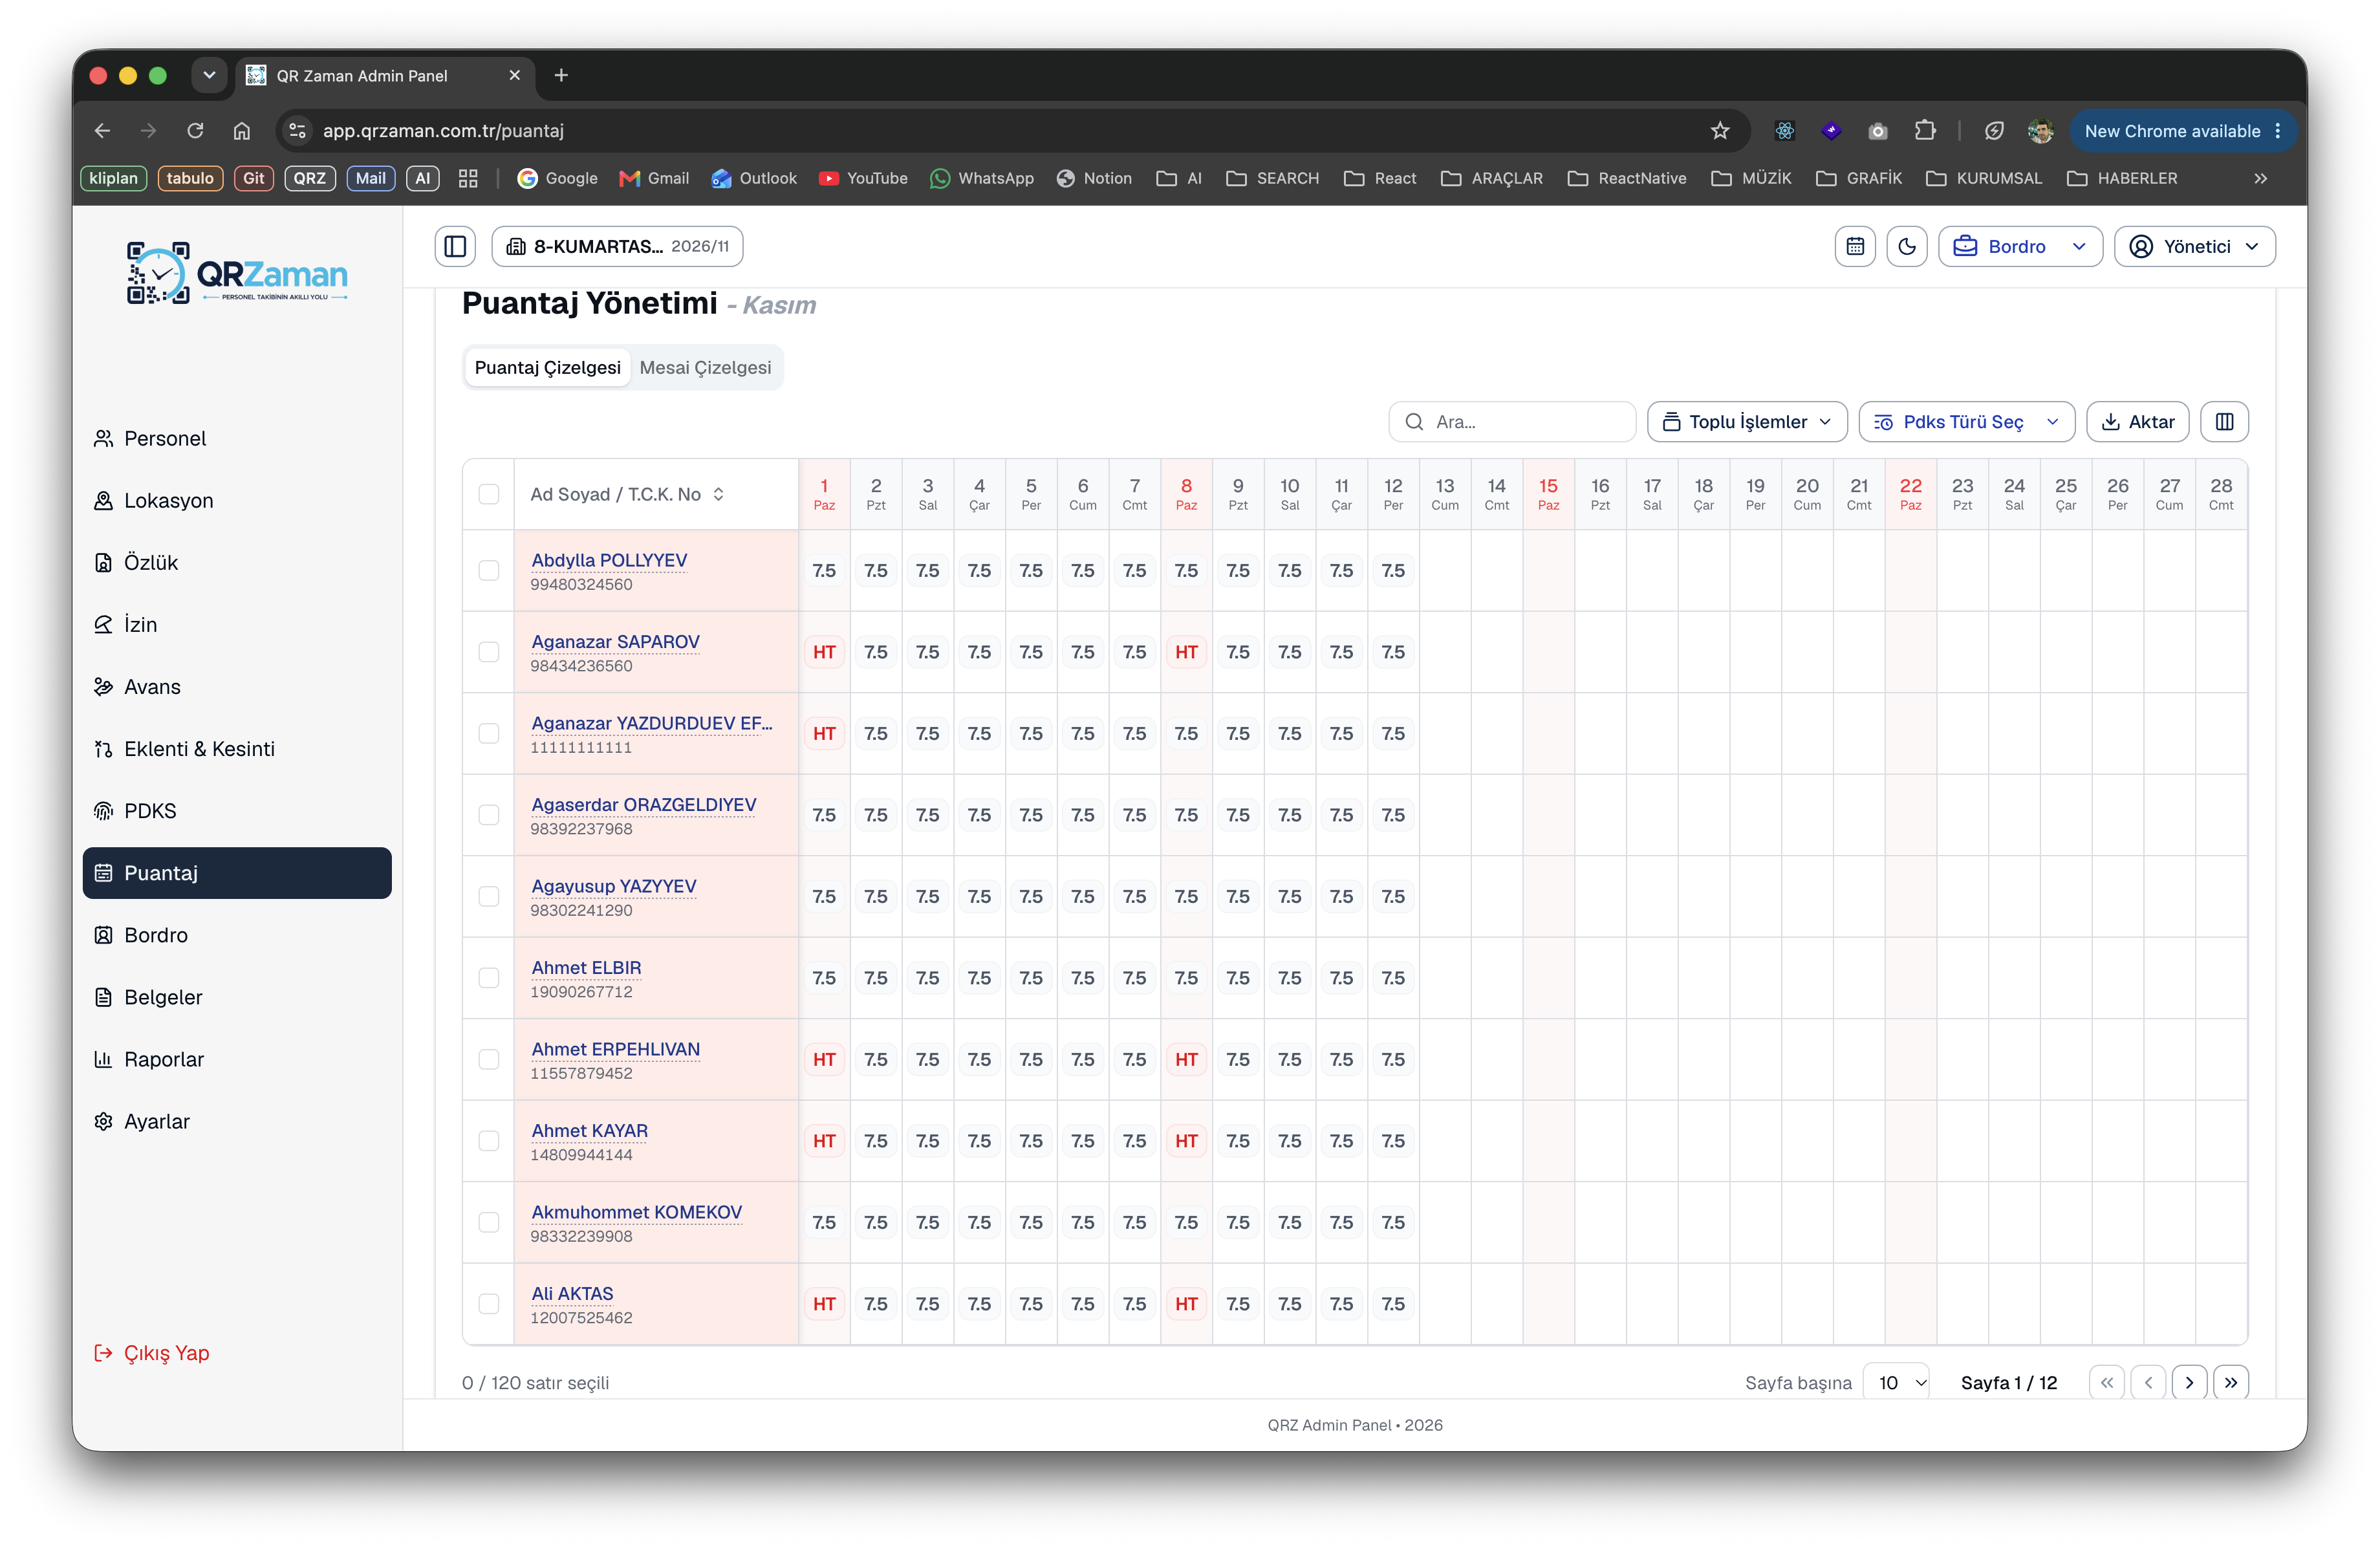 QR Zaman Admin Panel
app.qrzaman.com.tr/puantaj
New Chrome available
kliplan tabulo Git QRZ Mail AI Google Gmail Outlook YouTube WhatsApp Notion AI SEARCH React ARAÇLAR ReactNative MÜZİK GRAFİK KURUMSAL HABERLER
QRZaman
PERSONEL TAKİBİNİN AKILLI YOLU
8-KUMARTAS... 2026/11
Bordro
Yönetici
Personel
Lokasyon
Özlük
İzin
Avans
Eklenti & Kesinti
PDKS
Puantaj
Bordro
Belgeler
Raporlar
Ayarlar
Çıkış Yap
Puantaj Yönetimi - Kasım
Puantaj Çizelgesi Mesai Çizelgesi
Ara... Toplu İşlemler Pdks Türü Seç Aktar
Ad Soyad / T.C.K. No 1 2 3 4 5 6 7 8 9 10 11 12 13 14 15 16 17 18 19 20 21 22 23 24 25 26 27 28
Paz Pzt Sal Çar Per Cum Cmt Paz Pzt Sal Çar Per Cum Cmt Paz Pzt Sal Çar Per Cum Cmt Paz Pzt Sal Çar Per Cum Cmt
Abdylla POLLYYEV
99480324560
7.5 7.5 7.5 7.5 7.5 7.5 7.5 7.5 7.5 7.5 7.5 7.5
Aganazar SAPAROV
98434236560
HT 7.5 7.5 7.5 7.5 7.5 7.5 HT 7.5 7.5 7.5 7.5
Aganazar YAZDURDUEV EF...
11111111111
HT 7.5 7.5 7.5 7.5 7.5 7.5 7.5 7.5 7.5 7.5 7.5
Agaserdar ORAZGELDIYEV
98392237968
7.5 7.5 7.5 7.5 7.5 7.5 7.5 7.5 7.5 7.5 7.5 7.5
Agayusup YAZYYEV
98302241290
7.5 7.5 7.5 7.5 7.5 7.5 7.5 7.5 7.5 7.5 7.5 7.5
Ahmet ELBIR
19090267712
7.5 7.5 7.5 7.5 7.5 7.5 7.5 7.5 7.5 7.5 7.5 7.5
Ahmet ERPEHLIVAN
11557879452
HT 7.5 7.5 7.5 7.5 7.5 7.5 HT 7.5 7.5 7.5 7.5
Ahmet KAYAR
14809944144
HT 7.5 7.5 7.5 7.5 7.5 7.5 HT 7.5 7.5 7.5 7.5
Akmuhommet KOMEKOV
98332239908
7.5 7.5 7.5 7.5 7.5 7.5 7.5 7.5 7.5 7.5 7.5 7.5
Ali AKTAS
12007525462
HT 7.5 7.5 7.5 7.5 7.5 7.5 HT 7.5 7.5 7.5 7.5
0 / 120 satır seçili
Sayfa başına 10 Sayfa 1 / 12
QRZ Admin Panel • 2026